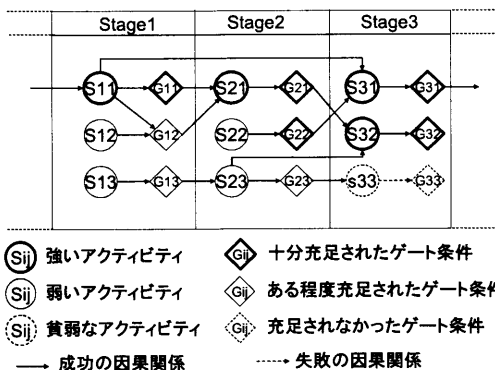 Stage1 Stage2 Stage3
S11 G11 S21 G21 S31 G31
S12 G12 S22 G22 S32 G32
S13 G13 S23 G23 s33 G33
Sij 強いアクティビティ Gij 十分充足されたゲート条件
Sij 弱いアクティビティ Gij ある程度充足されたゲート条件
Sij 貧弱なアクティビティ Gij 充足されなかったゲート条件
成功の因果関係 失敗の因果関係